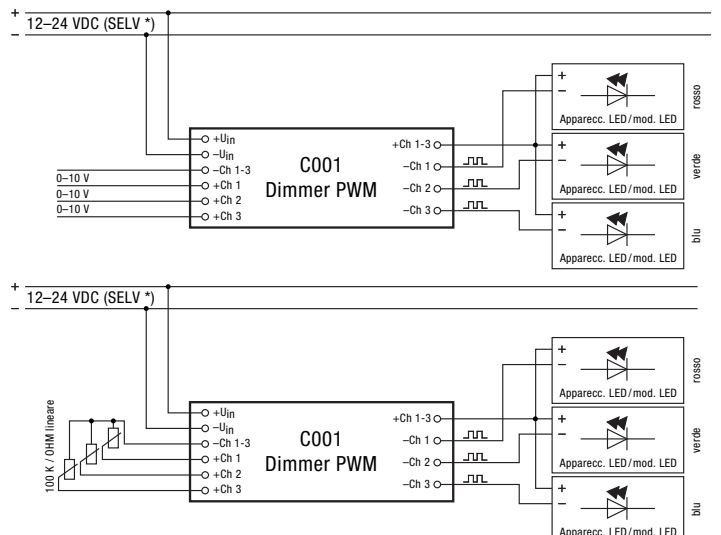 +
12–24 VDC (SELV *)
–
+
–
Apparecc. LED/mod. LED
rosso
+Uin
–Uin
–Ch 1-3
+Ch 1
+Ch 2
+Ch 3
0–10 V
0–10 V
0–10 V
C001
Dimmer PWM
+Ch 1-3
–Ch 1
–Ch 2
–Ch 3
+
–
Apparecc. LED/mod. LED
verde
+
–
Apparecc. LED/mod. LED
blu
+
12–24 VDC (SELV *)
–
+
–
Apparecc. LED/mod. LED
rosso
100 K / OHM lineare
+Uin
–Uin
–Ch 1-3
+Ch 1
+Ch 2
+Ch 3
C001
Dimmer PWM
+Ch 1-3
–Ch 1
–Ch 2
–Ch 3
+
–
Apparecc. LED/mod. LED
verde
+
–
Apparecc. LED/mod. LED
blu